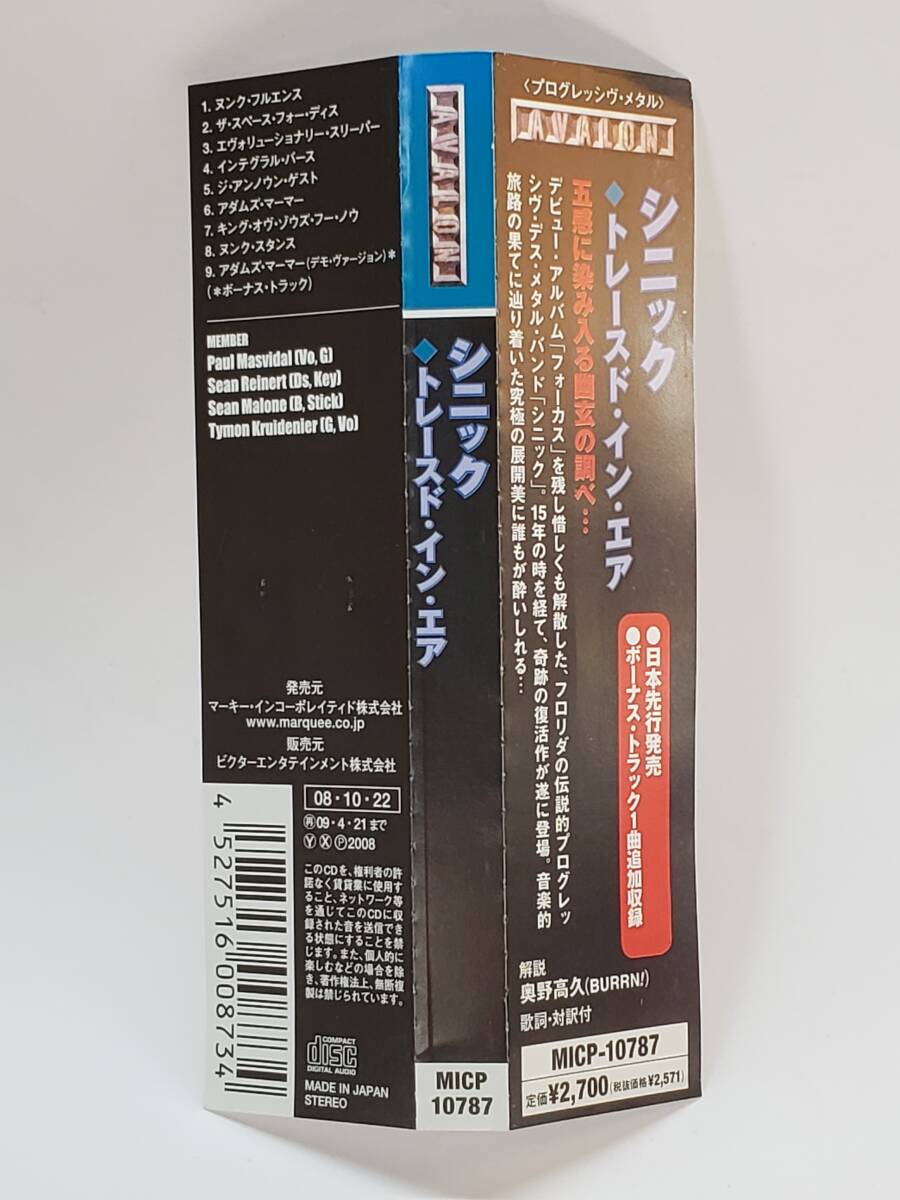 〈プログレッシヴ・メタル〉
AVALON
シニック
◆トレースド・イン・エア
五感に染み入る幽玄の調べ…
デビュー・アルバム「フォーカス」を残し惜しくも解散した、フロリダの伝説的プログレッ
シヴ・デス・メタル・バンド「シニック」。15年の時を経て、奇跡の復活作が遂に登場。音楽的
旅路の果てに辿り着いた究極の展開美に誰もが酔いしれる…
●日本先行発売
●ボーナス・トラック1曲追加収録
解説
奥野高久(BURRN!)
歌詞・対訳付
MICP-10787
定価¥2,700(税抜価格¥2,571)
AVALON
シニック
◆トレースド・イン・エア
MICP
10787
1. ヌンク・フルエンス
2. ザ・スペース・フォー・ディス
3. エヴォリューショナリー・スリーパー
4. インテグラル・バース
5. ジ・アンノウン・ゲスト
6. アダムズ・マーマー
7. キング・オヴ・ゾウズ・フー・ノウ
8. ヌンク・スタンス
9. アダムズ・マーマー(デモ・ヴァージョン)*
(*ボーナス・トラック)
MEMBER
Paul Masvidal (Vo, G)
Sean Reinert (Ds, Key)
Sean Malone (B, Stick)
Tymon Kruidenier (G, Vo)
発売元
マーキー・インコーポレイティド株式会社
www.marquee.co.jp
販売元
ビクターエンタテインメント株式会社
4 527516 008734
08・10・22
㊢09・4・21まで
Ⓨ Ⓧ Ⓟ2008
このCDを、権利者の許
諾なく賃貸業に使用す
ること、ネットワーク等
を通じてこのCDに収
録された音を送信でき
る状態にすることを禁
じます。また、個人的に
楽しむなどの場合を除
き、著作権法上、無断複
製は禁じられています。
COMPACT
disc
DIGITAL AUDIO
MADE IN JAPAN
STEREO